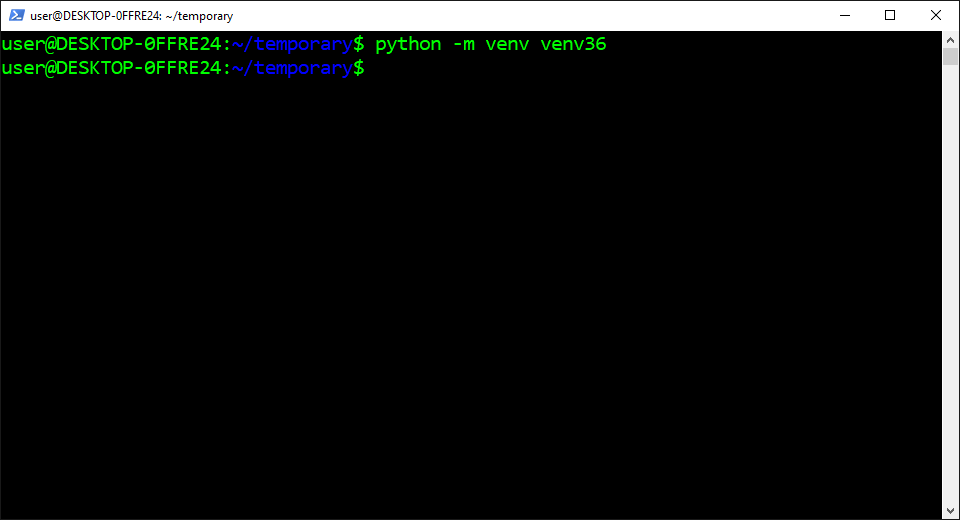 user@DESKTOP-0FFRE24: ~/temporary
user@DESKTOP-0FFRE24:~/temporary$ python -m venv venv36
user@DESKTOP-0FFRE24:~/temporary$